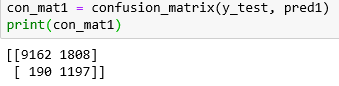 con_mat1 = confusion_matrix(y_test, pred1)
print(con_mat1)
[[9162 1808]
 [ 190 1197]]